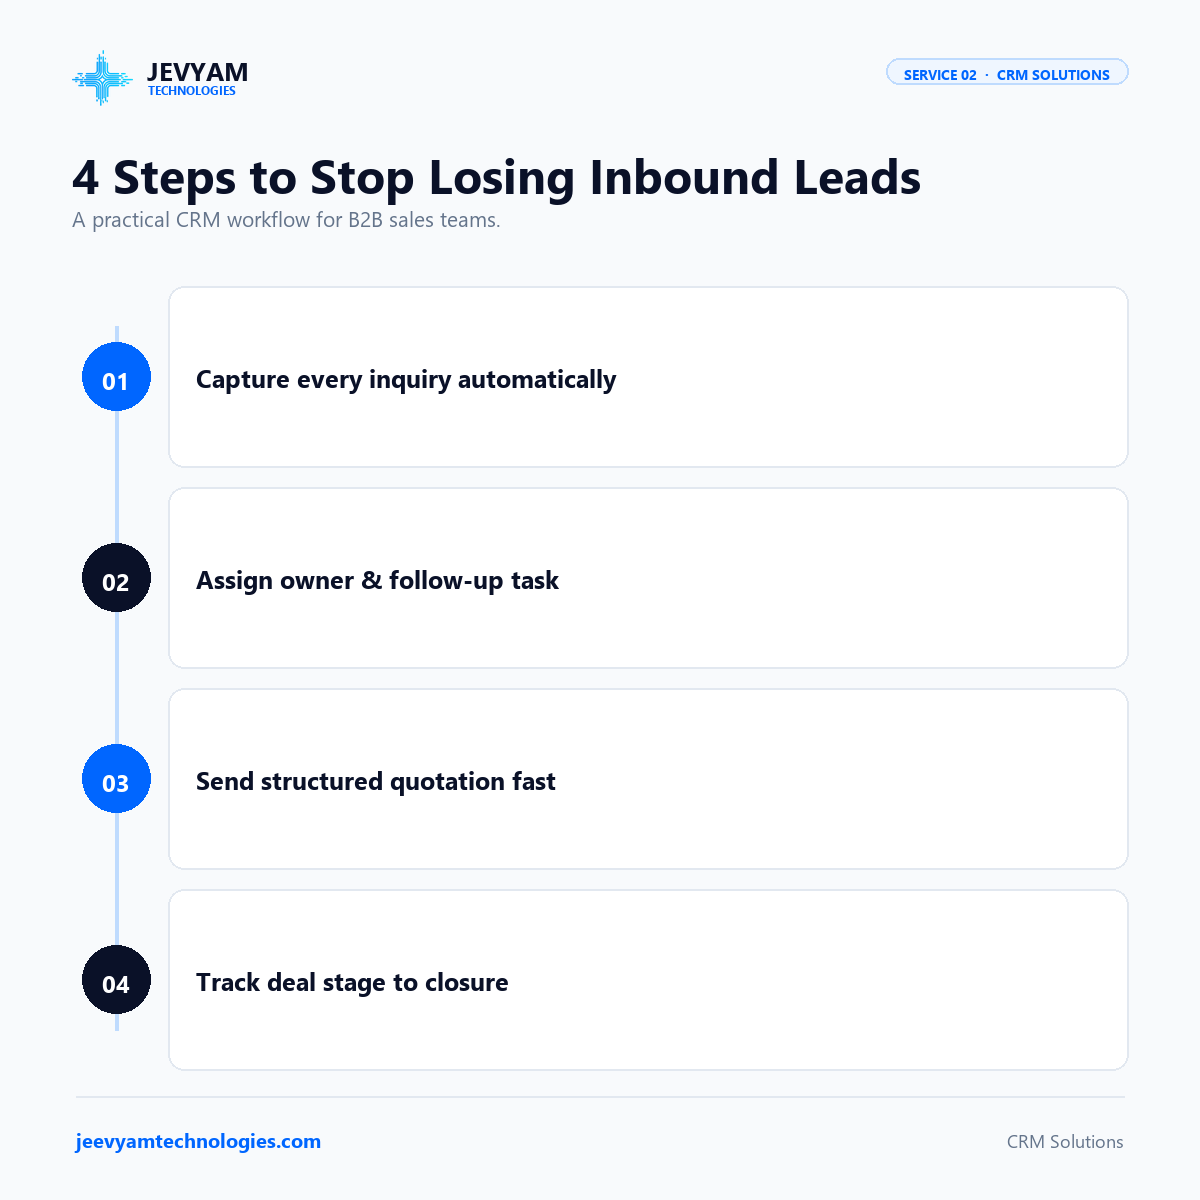 JEVYAM
TECHNOLOGIES
SERVICE 02 · CRM SOLUTIONS
4 Steps to Stop Losing Inbound Leads
A practical CRM workflow for B2B sales teams.
01
Capture every inquiry automatically
02
Assign owner & follow-up task
03
Send structured quotation fast
04
Track deal stage to closure
jeevyamtechnologies.com
CRM Solutions